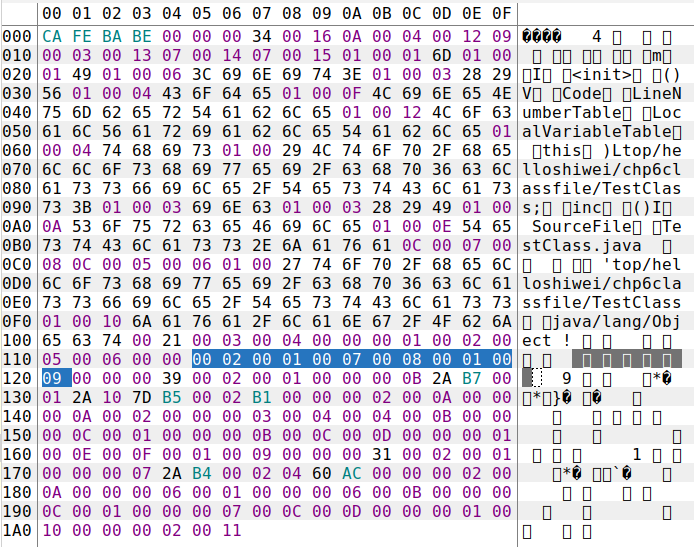 00 01 02 03 04 05 06 07 08 09 0A 0B 0C 0D 0E 0F
000 CA FE BA BE 00 00 00 34 00 16 0A 00 04 00 12 09 ���� 4 ▯ ▯ ▯
010 00 03 00 13 07 00 14 07 00 15 01 00 01 6D 01 00 ▯ ▯▯ ▯▯ ▯▯ ▯m▯
020 01 49 01 00 06 3C 69 6E 69 74 3E 01 00 03 28 29 ▯I▯ ▯<init>▯ ▯()
030 56 01 00 04 43 6F 64 65 01 00 0F 4C 69 6E 65 4E V▯ ▯Code▯ ▯LineN
040 75 6D 62 65 72 54 61 62 6C 65 01 00 12 4C 6F 63 umberTable▯ ▯Loc
050 61 6C 56 61 72 69 61 62 6C 65 54 61 62 6C 65 01 alVariableTable▯
060 00 04 74 68 69 73 01 00 29 4C 74 6F 70 2F 68 65 ▯this▯ )Ltop/he
070 6C 6C 6F 73 68 69 77 65 69 2F 63 68 70 36 63 6C lloshiwei/chp6cl
080 61 73 73 66 69 6C 65 2F 54 65 73 74 43 6C 61 73 assfile/TestClas
090 73 3B 01 00 03 69 6E 63 01 00 03 28 29 49 01 00 s;▯ ▯inc▯ ▯()I▯
0A0 0A 53 6F 75 72 63 65 46 69 6C 65 01 00 0E 54 65 SourceFile▯ ▯Te
0B0 73 74 43 6C 61 73 73 2E 6A 61 76 61 0C 00 07 00 stClass.java ▯
0C0 08 0C 00 05 00 06 01 00 27 74 6F 70 2F 68 65 6C ▯ ▯ ▯▯ 'top/hel
0D0 6C 6F 73 68 69 77 65 69 2F 63 68 70 36 63 6C 61 loshiwei/chp6cla
0E0 73 73 66 69 6C 65 2F 54 65 73 74 43 6C 61 73 73 ssfile/TestClass
0F0 01 00 10 6A 61 76 61 2F 6C 61 6E 67 2F 4F 62 6A ▯ ▯java/lang/Obj
100 65 63 74 00 21 00 03 00 04 00 00 00 01 00 02 00 ect ! ▯ ▯ ▯ ▯
110 05 00 06 00 00 00 02 00 01 00 07 00 08 00 01 00 ▯ ▯ ▯ ▯ ▯ ▯ ▯
120 09 00 00 00 39 00 02 00 01 00 00 00 0B 2A B7 00 9 ▯ ▯ ▯*�
130 01 2A 10 7D B5 00 02 B1 00 00 00 02 00 0A 00 00 ▯*▯}� ▯� ▯
140 00 0A 00 02 00 00 00 03 00 04 00 04 00 0B 00 00 ▯ ▯ ▯ ▯ ▯
150 00 0C 00 01 00 00 00 0B 00 0C 00 0D 00 00 00 01 ▯ ▯ ▯
160 00 0E 00 0F 00 01 00 09 00 00 00 31 00 02 00 01 ▯ ▯ ▯ 1 ▯ ▯
170 00 00 00 07 2A B4 00 02 04 60 AC 00 00 00 02 00 ▯*� ▯▯`� ▯
180 0A 00 00 00 06 00 01 00 00 00 06 00 0B 00 00 00 ▯ ▯ ▯ ▯
190 0C 00 01 00 00 00 07 00 0C 00 0D 00 00 00 01 00 ▯ ▯ ▯
1A0 10 00 00 00 02 00 11 ▯ ▯ ▯